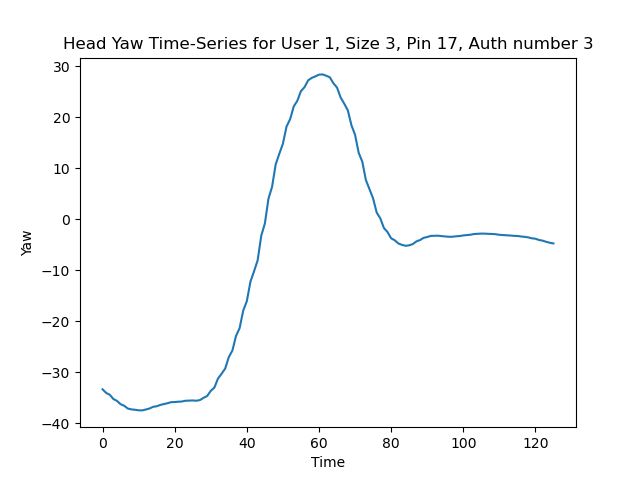 Head Yaw Time-Series for User 1, Size 3, Pin 17, Auth number 3
30
20
10
0
−10
−20
−30
−40
Yaw
0 20 40 60 80 100 120
Time